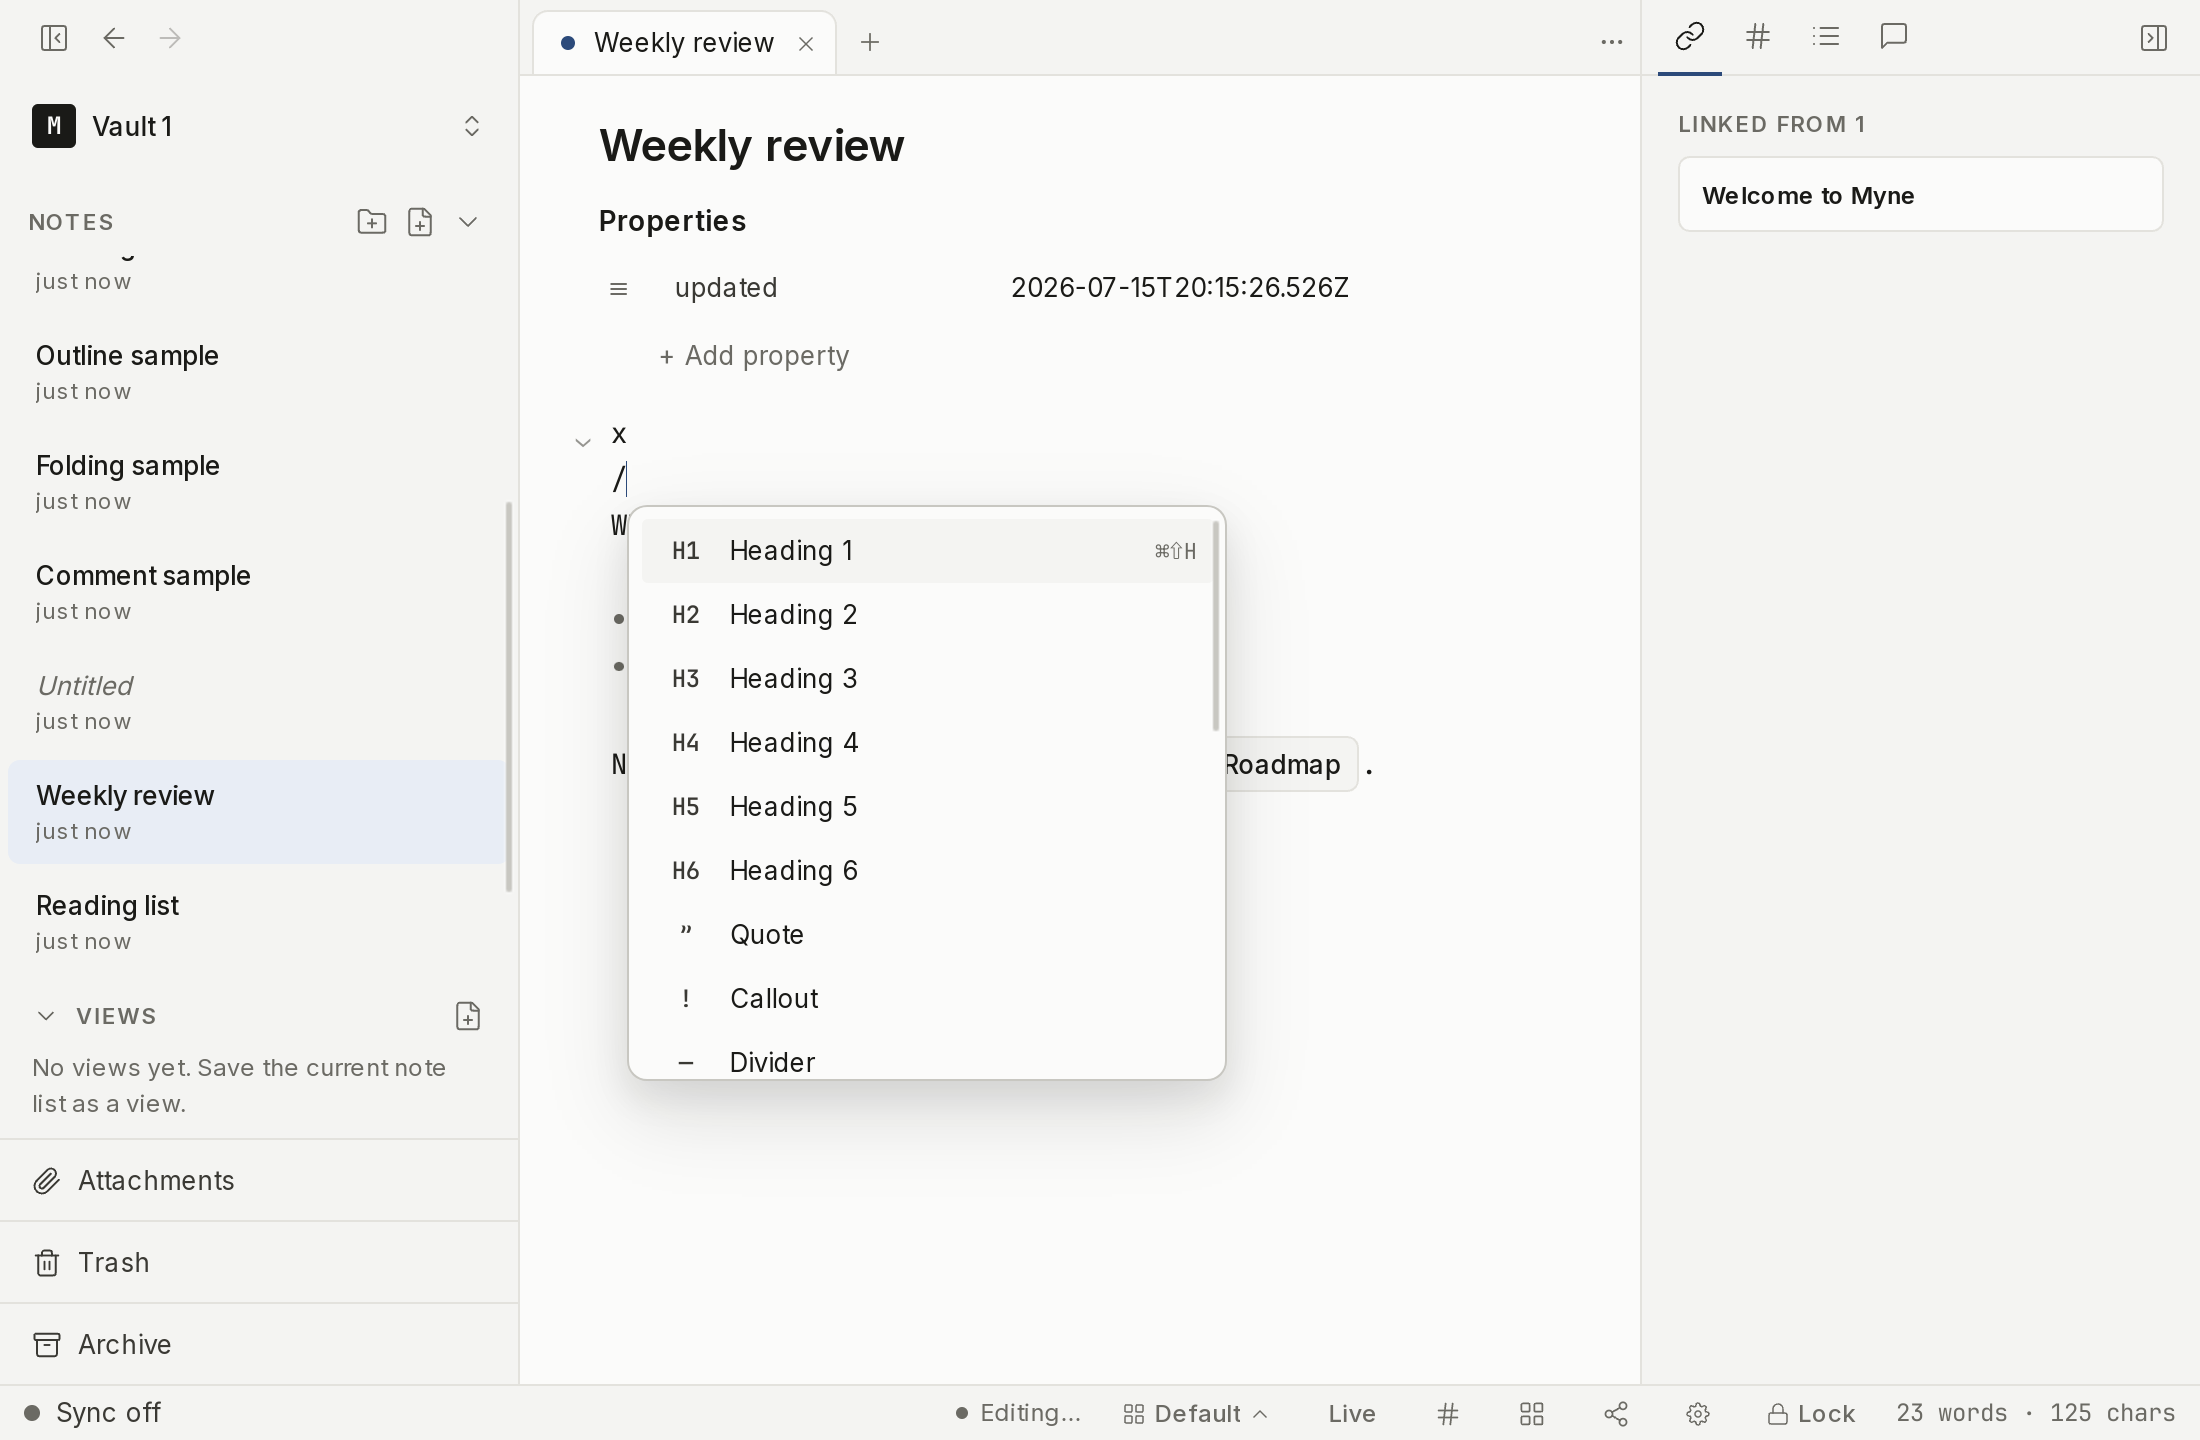 M Vault 1
NOTES
just now
Outline sample
just now
Folding sample
just now
Comment sample
just now
Untitled
just now
Weekly review
just now
Reading list
just now
VIEWS
No views yet. Save the current note
list as a view.
Attachments
Trash
Archive
Sync off
Weekly review
Weekly review
Properties
updated 2026-07-15T20:15:26.526Z
+ Add property
x
/
W
H1 Heading 1 ⌘⇧H
H2 Heading 2
H3 Heading 3
H4 Heading 4
H5 Heading 5
H6 Heading 6
” Quote
! Callout
— Divider
N Roadmap .
LINKED FROM 1
Welcome to Myne
Editing...
Default
Live
Lock
23 words · 125 chars